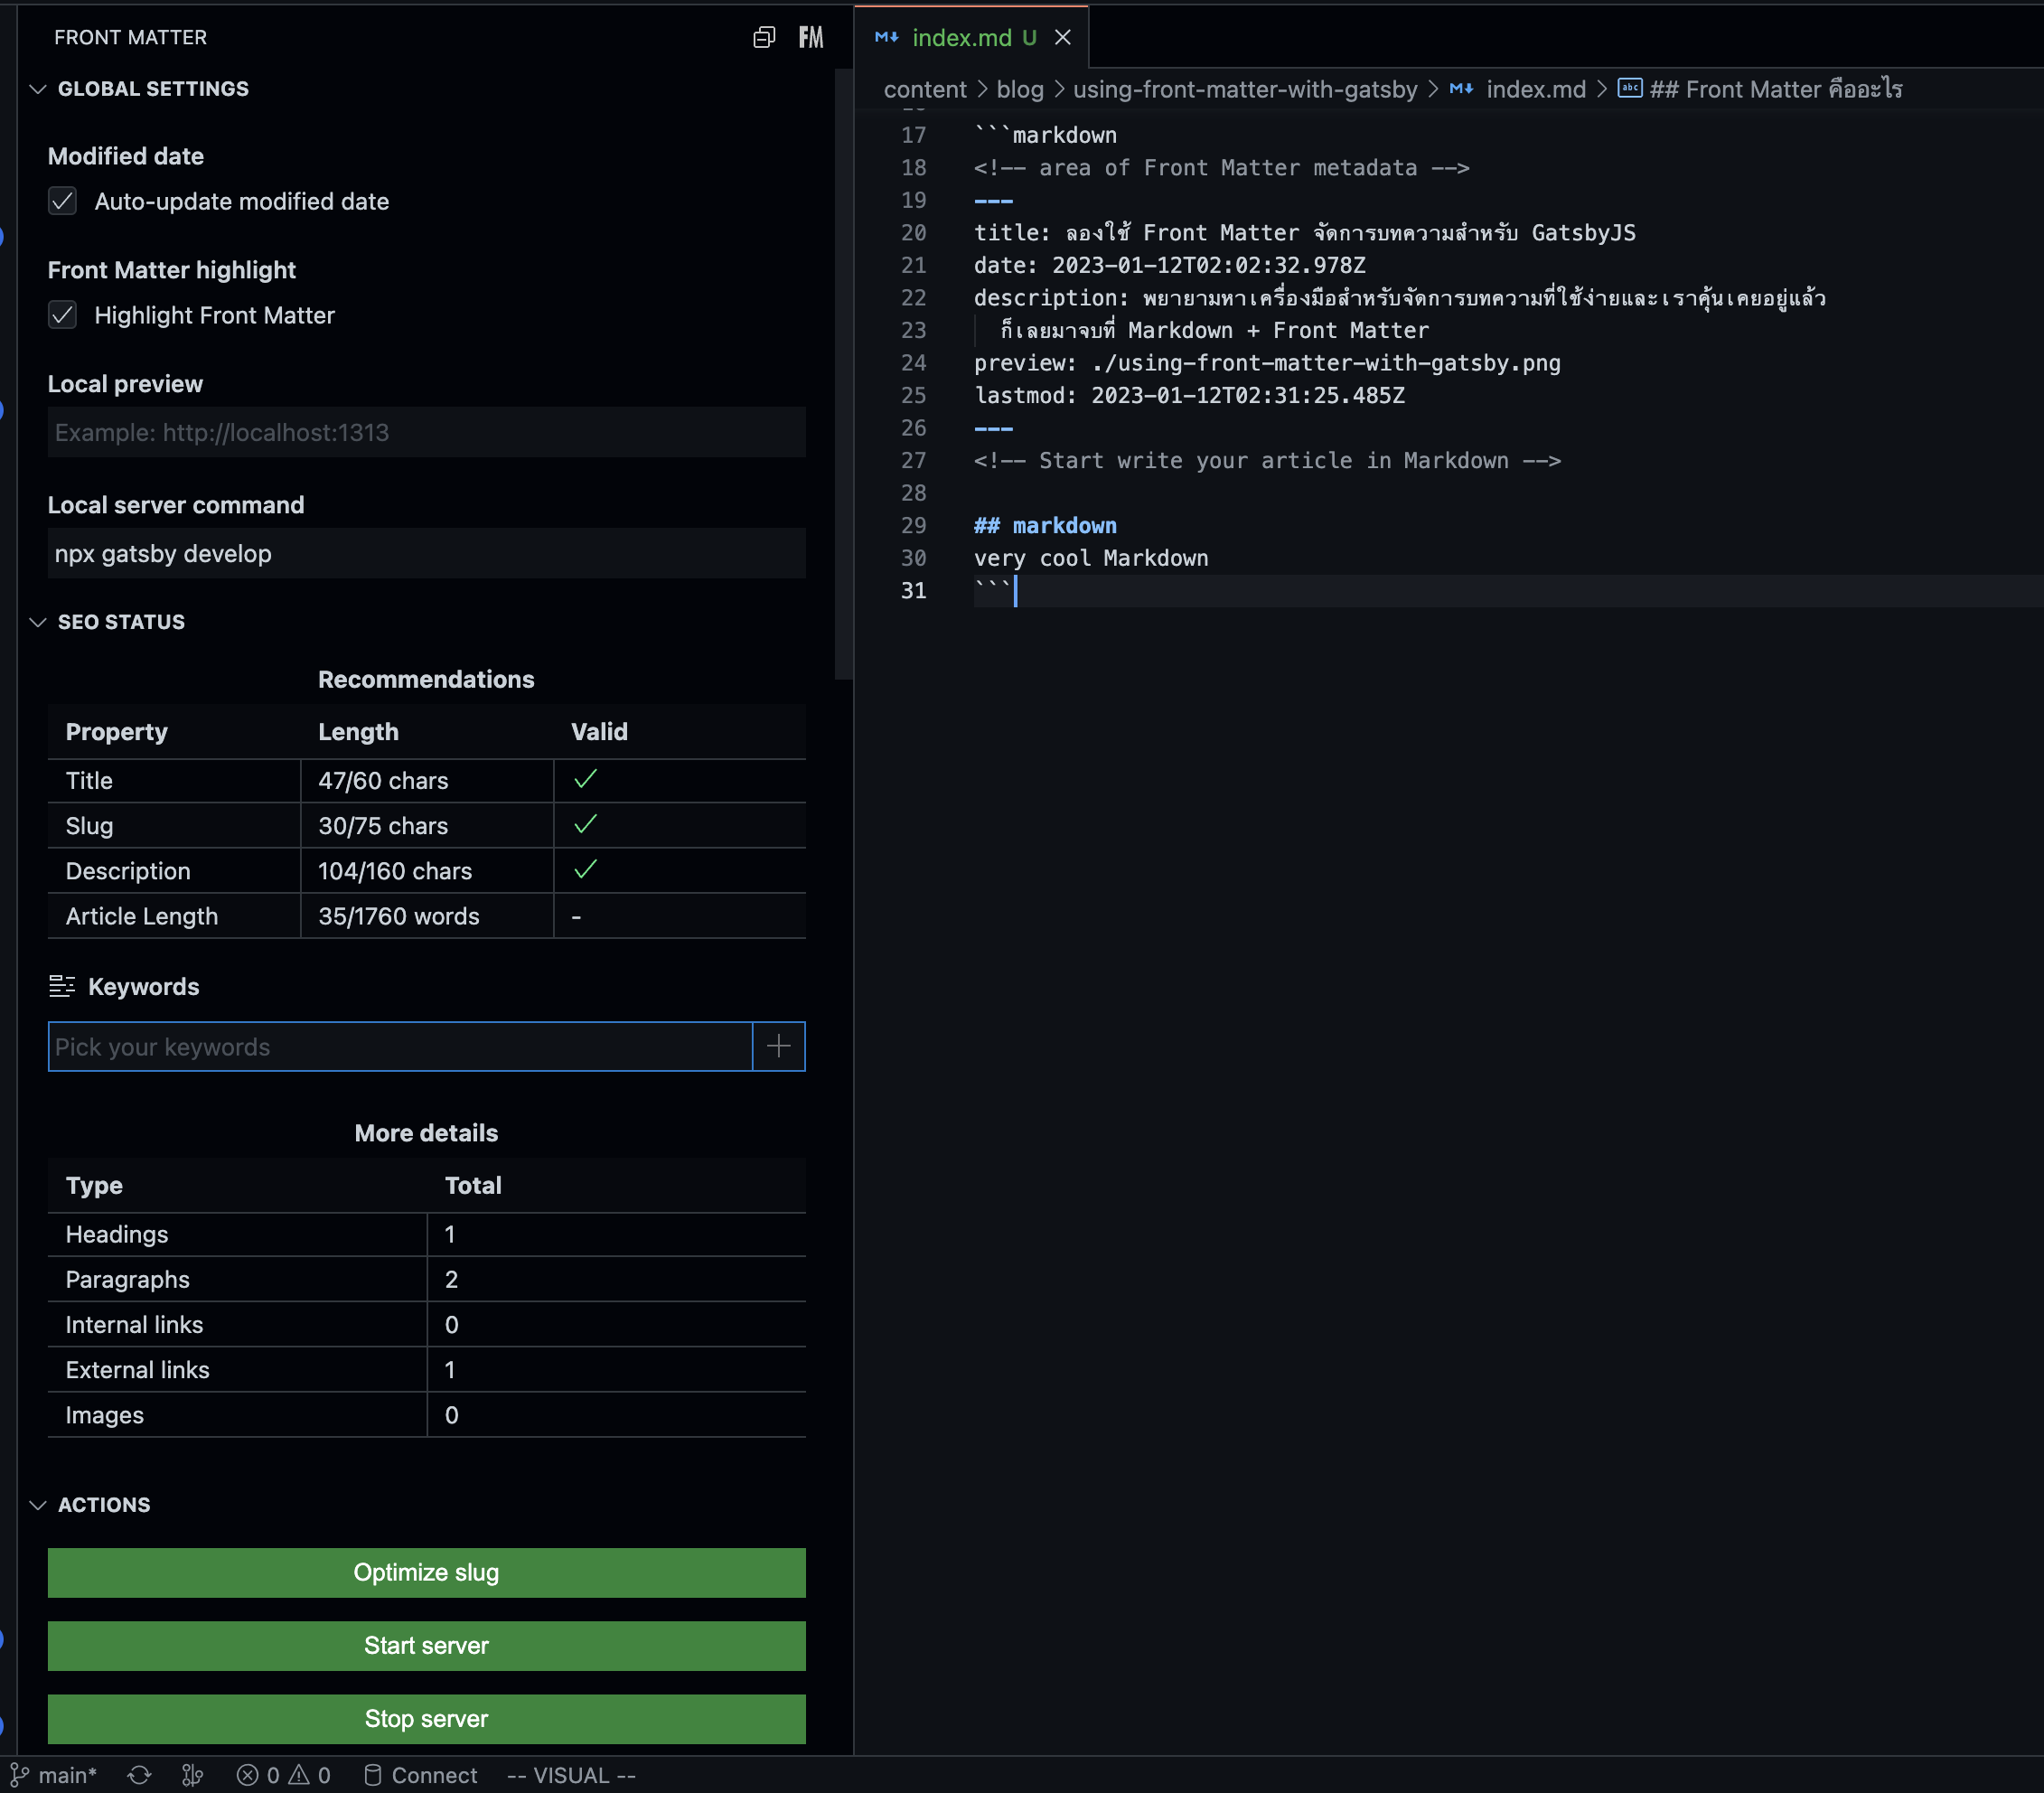 FRONT MATTER
FM
GLOBAL SETTINGS
Modified date
Auto-update modified date
Front Matter highlight
Highlight Front Matter
Local preview
Example: http://localhost:1313
Local server command
npx gatsby develop
SEO STATUS
Recommendations
Property Length Valid
Title 47/60 chars
Slug 30/75 chars
Description 104/160 chars
Article Length 35/1760 words -
Keywords
Pick your keywords
More details
Type Total
Headings 1
Paragraphs 2
Internal links 0
External links 1
Images 0
ACTIONS
Optimize slug
Start server
Stop server
index.md U
content > blog > using-front-matter-with-gatsby > index.md > ## Front Matter คืออะไร
17 ```markdown
18 <!-- area of Front Matter metadata -->
19 ---
20 title: ลองใช้ Front Matter จัดการบทความสำหรับ GatsbyJS
21 date: 2023-01-12T02:02:32.978Z
22 description: พยายามหาเครื่องมือสำหรับจัดการบทความที่ใช้ง่ายและเราคุ้นเคยอยู่แล้ว
23 ก็เลยมาจบที่ Markdown + Front Matter
24 preview: ./using-front-matter-with-gatsby.png
25 lastmod: 2023-01-12T02:31:25.485Z
26 ---
27 <!-- Start write your article in Markdown -->
28
29 ## markdown
30 very cool Markdown
31 ```
main* 0 0 Connect -- VISUAL --